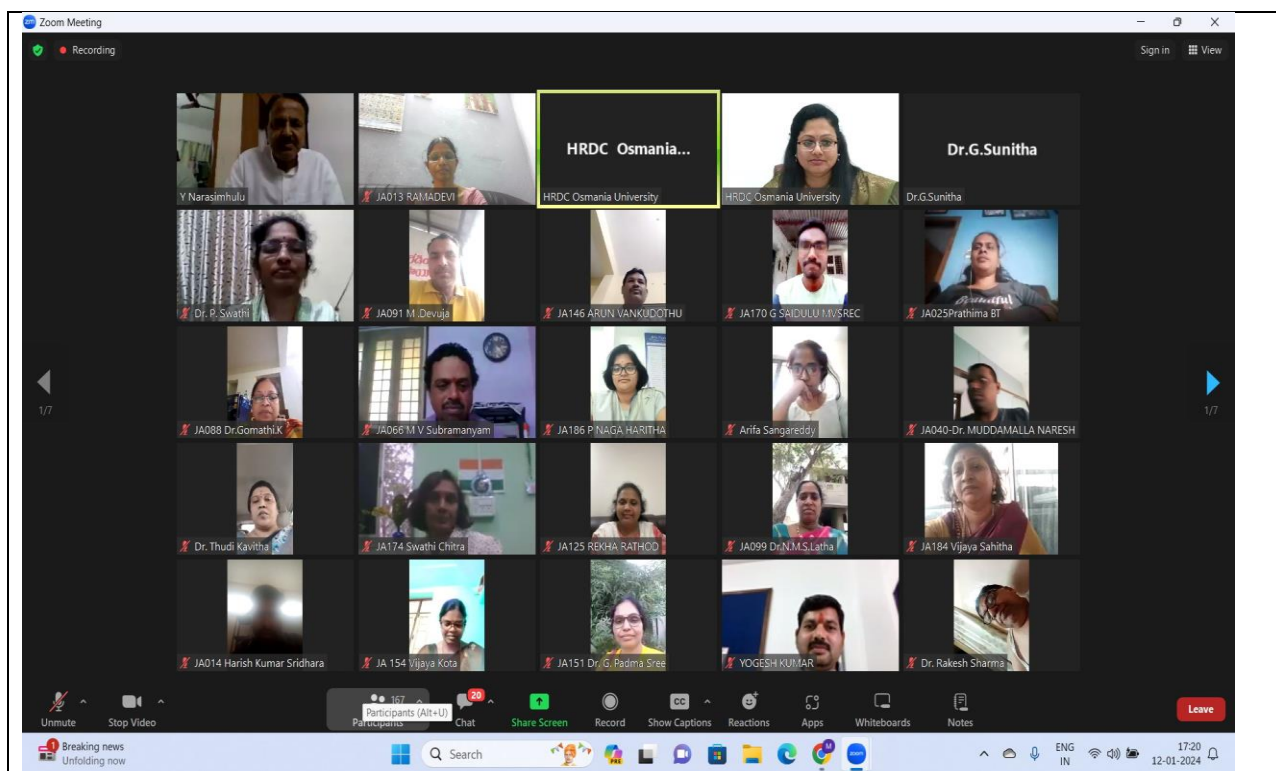 Zoom Meeting
Recording
Sign in View
HRDC Osmania...
Dr.G.Sunitha
Y Narasimhulu
JA013 RAMADEVI
HRDC Osmania University
HRDC Osmania University
Dr.G.Sunitha
Dr. P. Swathi
JA091 M .Devuja
JA146 ARUN VANKUDOTHU
JA170 G SAIDULU MVSREC
JA025Prathima BT
1/7
1/7
JA088 Dr.Gomathi.K
JA066 M V Subramanyam
JA186 P NAGA HARITHA
Arifa Sangareddy
JA040-Dr. MUDDAMALLA NARESH
Dr. Thudi Kavitha
JA174 Swathi Chitra
JA125 REKHA RATHOD
JA099 Dr.N.M.S.Latha
JA184 Vijaya Sahitha
JA014 Harish Kumar Sridhara
JA 154 Vijaya Kota
JA151 Dr. G. Padma Sree
YOGESH KUMAR
Dr. Rakesh Sharma
167
20
CC
Participants (Alt+U)
Unmute Stop Video Participants Chat Share Screen Record Show Captions Reactions Apps Whiteboards Notes
Leave
1 Breaking news
Unfolding now
Search
PRE
zoom
ENG
IN
17:20
12-01-2024